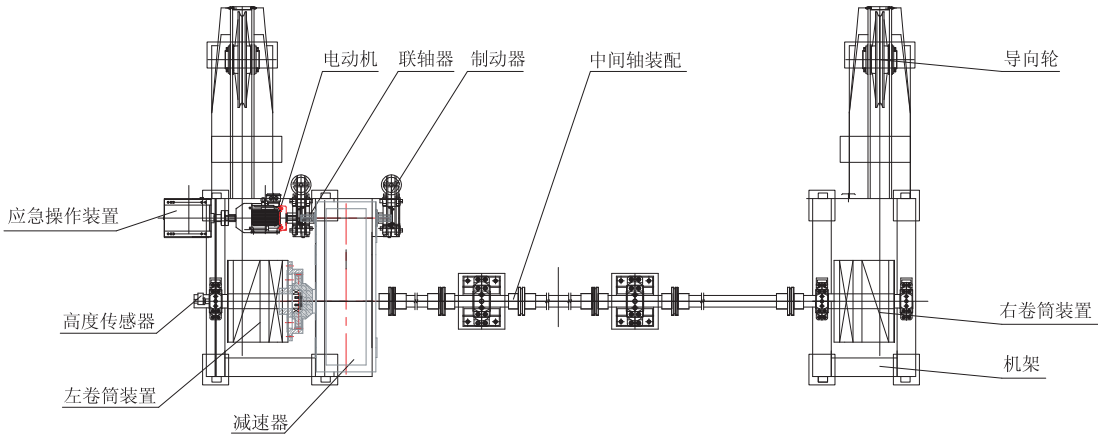 电动机
联轴器
制动器
中间轴装配
导向轮
应急操作装置
高度传感器
右卷筒装置
机架
左卷筒装置
减速器